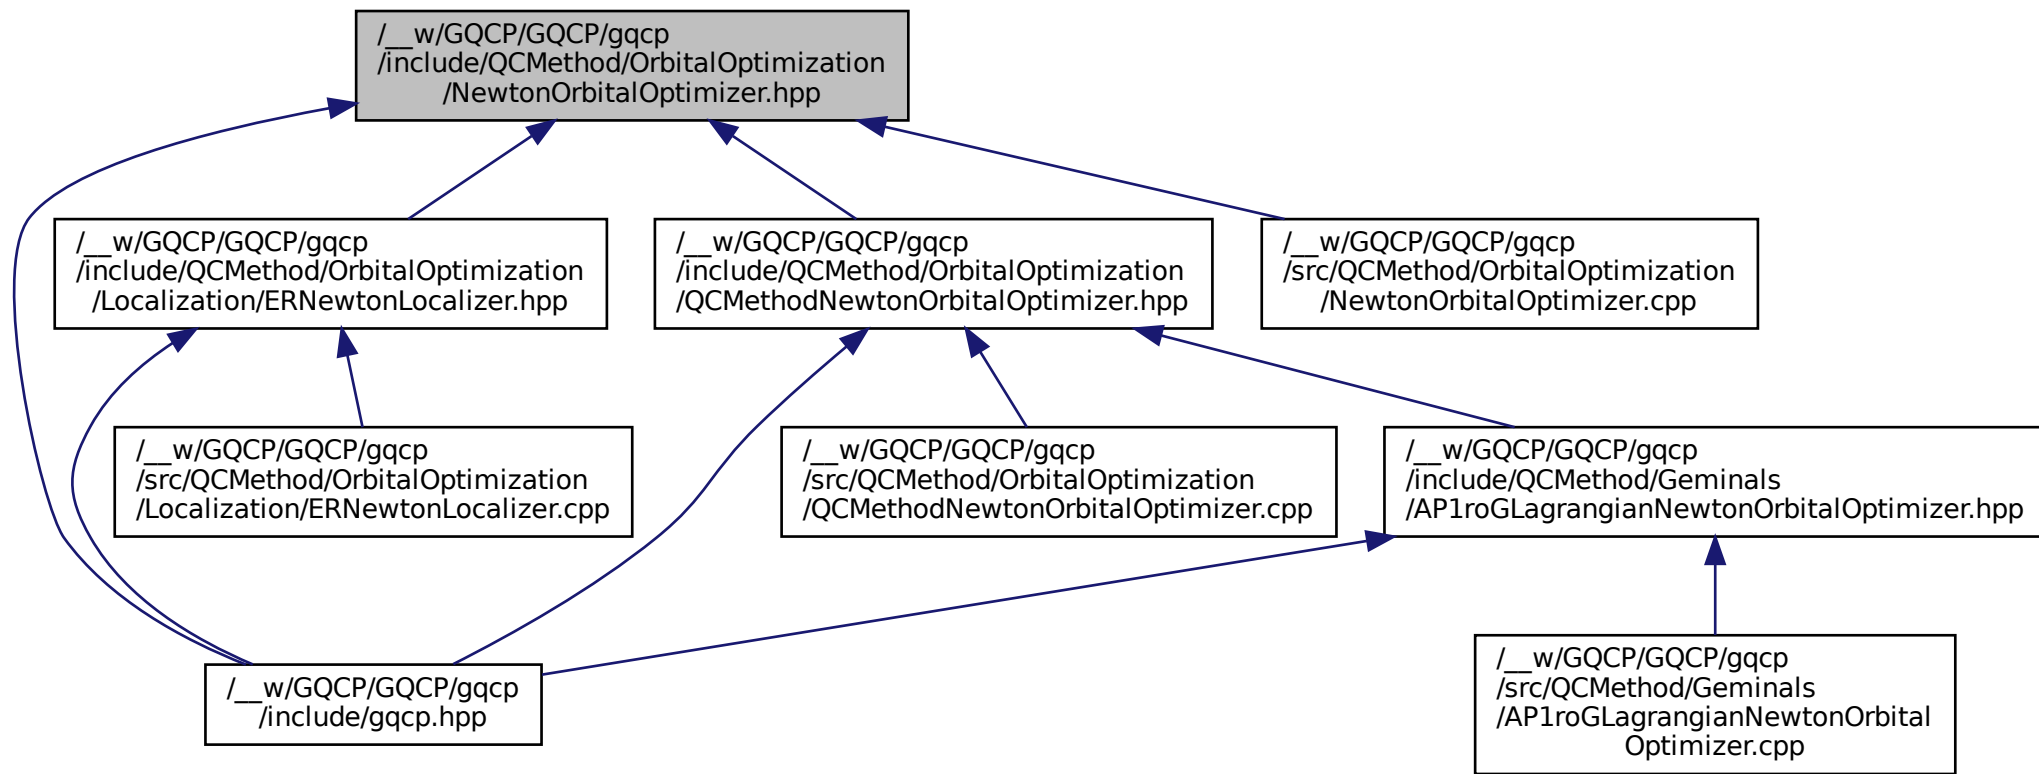 /__w/GQCP/GQCP/gqcp
/include/QCMethod/OrbitalOptimization
/NewtonOrbitalOptimizer.hpp
/__w/GQCP/GQCP/gqcp
/include/QCMethod/OrbitalOptimization
/Localization/ERNewtonLocalizer.hpp
/__w/GQCP/GQCP/gqcp
/include/QCMethod/OrbitalOptimization
/QCMethodNewtonOrbitalOptimizer.hpp
/__w/GQCP/GQCP/gqcp
/src/QCMethod/OrbitalOptimization
/NewtonOrbitalOptimizer.cpp
/__w/GQCP/GQCP/gqcp
/src/QCMethod/OrbitalOptimization
/Localization/ERNewtonLocalizer.cpp
/__w/GQCP/GQCP/gqcp
/src/QCMethod/OrbitalOptimization
/QCMethodNewtonOrbitalOptimizer.cpp
/__w/GQCP/GQCP/gqcp
/include/QCMethod/Geminals
/AP1roGLagrangianNewtonOrbitalOptimizer.hpp
/__w/GQCP/GQCP/gqcp
/include/gqcp.hpp
/__w/GQCP/GQCP/gqcp
/src/QCMethod/Geminals
/AP1roGLagrangianNewtonOrbital
Optimizer.cpp